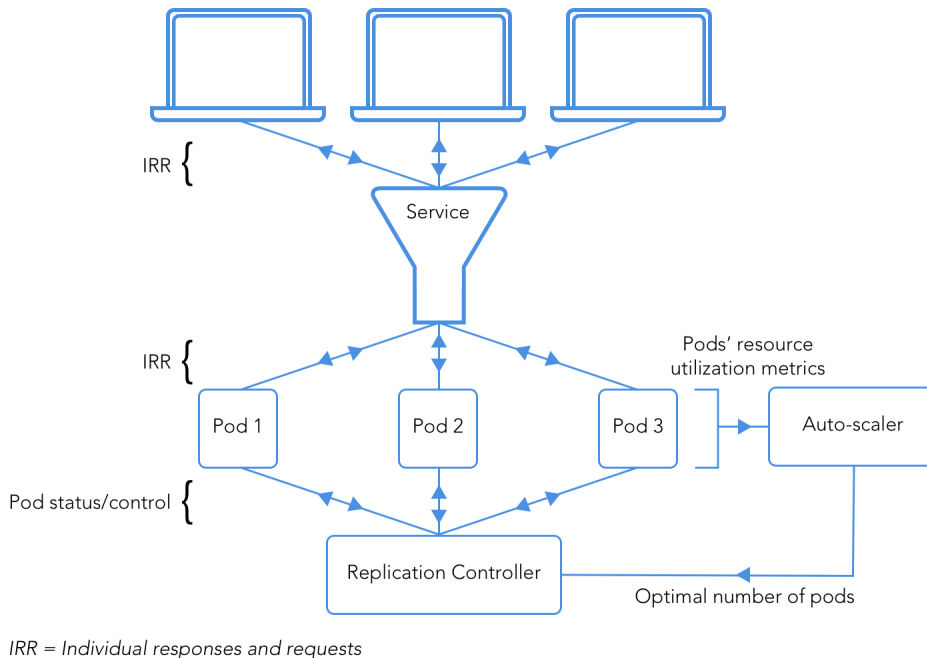 IRR
Service
IRR
Pods’ resource
utilization metrics
Pod 1
Pod 2
Pod 3
Auto-scaler
Pod status/control
Replication Controller
Optimal number of pods
IRR = Individual responses and requests